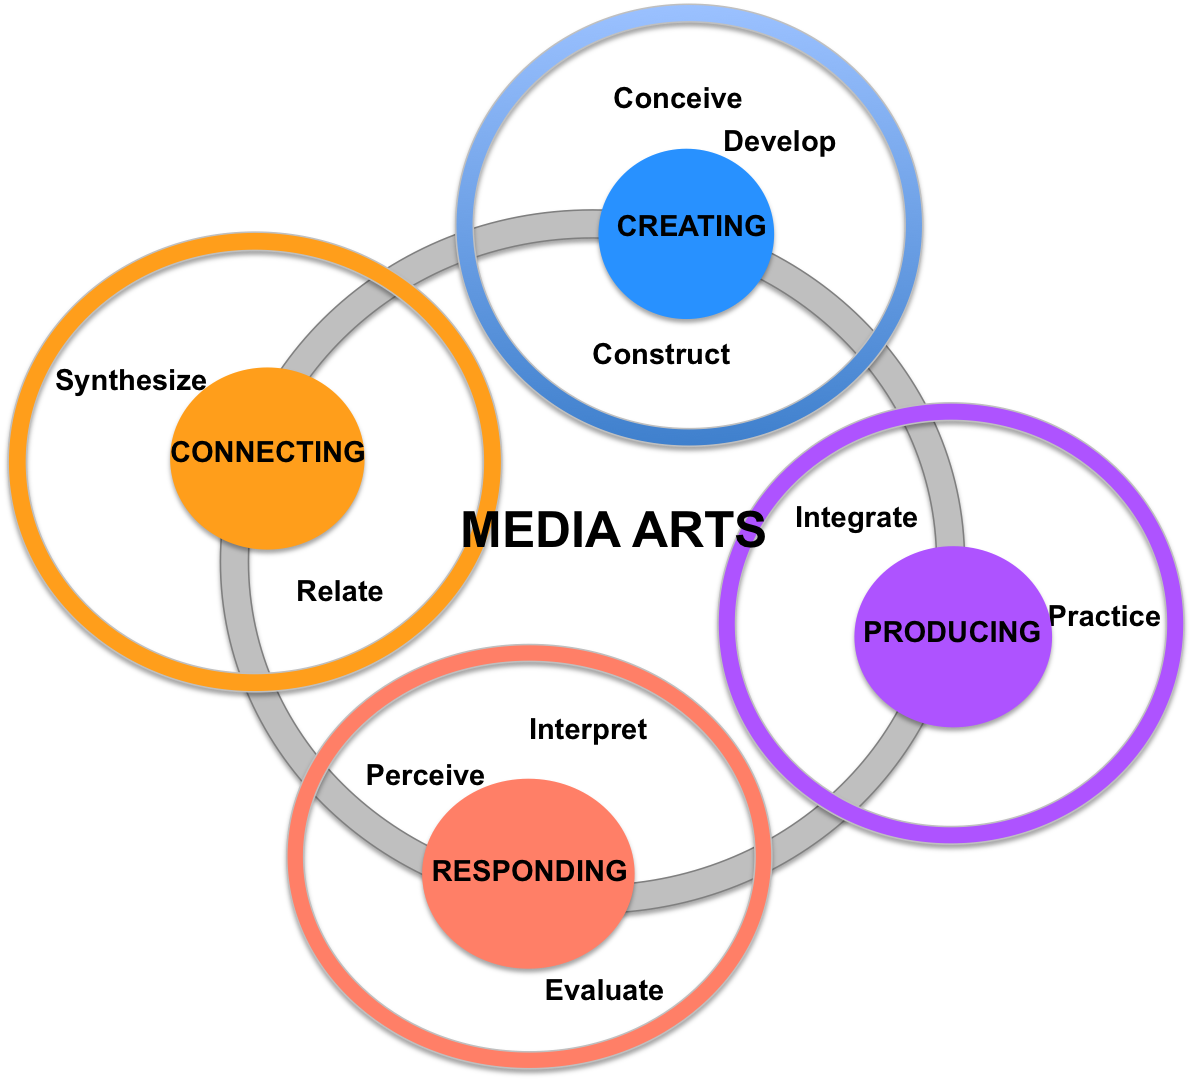 Conceive
Develop
CREATING
Construct
Synthesize
CONNECTING
Relate
MEDIA ARTS
Integrate
Practice
PRODUCING
Interpret
Perceive
RESPONDING
Evaluate